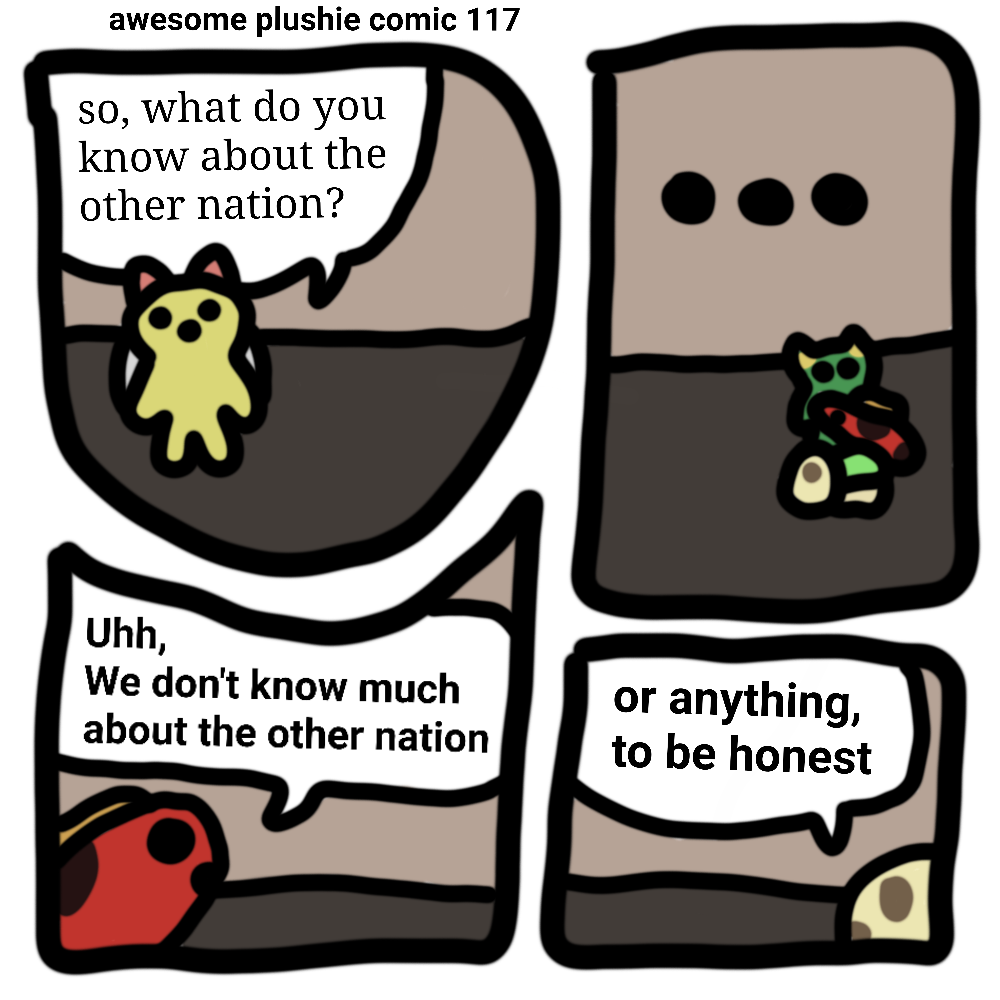 awesome plushie comic 117
so, what do you
know about the
other nation?
Uhh,
We don't know much
about the other nation
or anything,
to be honest